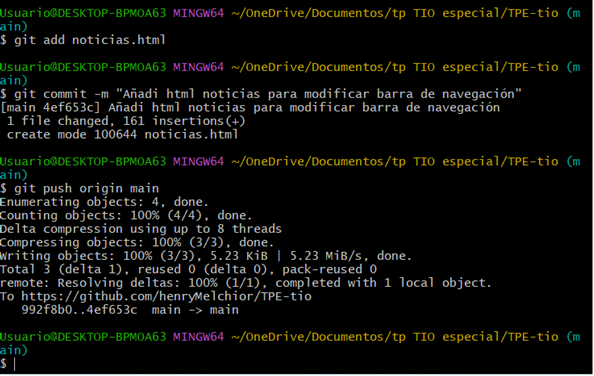 Usuario@DESKTOP-BPMOA63 MINGW64 ~/OneDrive/Documentos/tp TIO especial/TPE-tio (m
ain)
$ git add noticias.html
Usuario@DESKTOP-BPMOA63 MINGW64 ~/OneDrive/Documentos/tp TIO especial/TPE-tio (m
ain)
$ git commit -m "Añadi html noticias para modificar barra de navegación"
[main 4ef653c] Añadi html noticias para modificar barra de navegación
 1 file changed, 161 insertions(+)
 create mode 100644 noticias.html
Usuario@DESKTOP-BPMOA63 MINGW64 ~/OneDrive/Documentos/tp TIO especial/TPE-tio (m
ain)
$ git push origin main
Enumerating objects: 4, done.
Counting objects: 100% (4/4), done.
Delta compression using up to 8 threads
Compressing objects: 100% (3/3), done.
Writing objects: 100% (3/3), 5.23 KiB | 5.23 MiB/s, done.
Total 3 (delta 1), reused 0 (delta 0), pack-reused 0
remote: Resolving deltas: 100% (1/1), completed with 1 local object.
To https://github.com/henryMelchior/TPE-tio
   992f8b0..4ef653c  main -> main
Usuario@DESKTOP-BPMOA63 MINGW64 ~/OneDrive/Documentos/tp TIO especial/TPE-tio (m
ain)
$